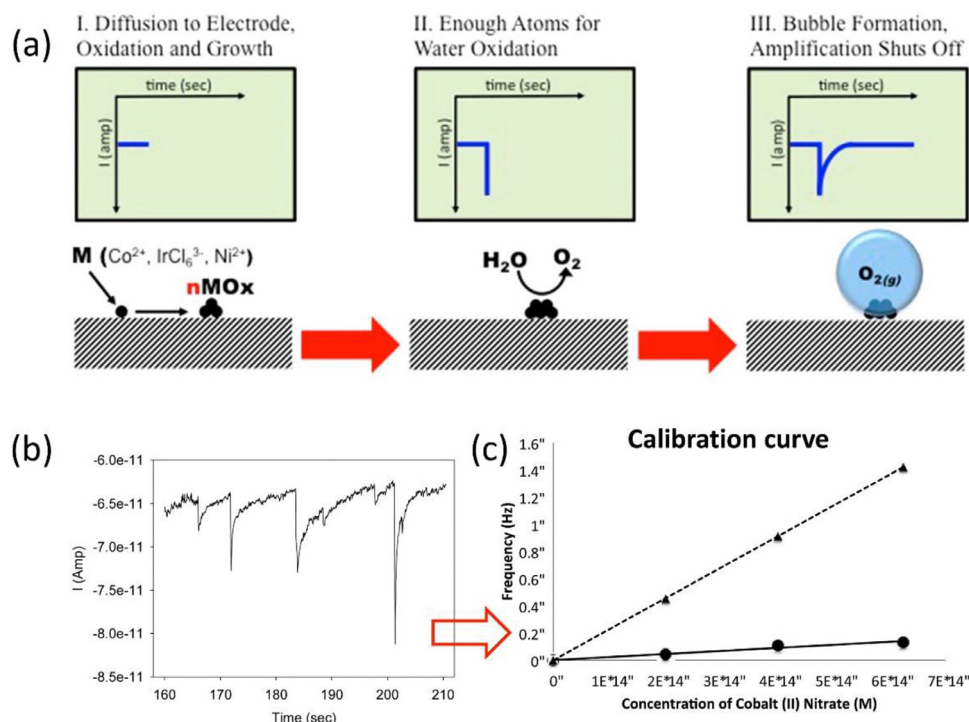 (a)
I. Diffusion to Electrode,
Oxidation and Growth
II. Enough Atoms for
Water Oxidation
III. Bubble Formation,
Amplification Shuts Off
time (sec)
I (amp)
time (sec)
I (amp)
time (sec)
I (amp)
M (Co²⁺, IrCl₆³⁻, Ni²⁺)
nMOx
H₂O O₂
O₂₍g₎
(b)
-6.0e-11
-6.5e-11
-7.0e-11
-7.5e-11
-8.0e-11
-8.5e-11
I (Amp)
160 170 180 190 200 210
Time (sec)
(c)
Calibration curve
1.6"
1.4"
1.2"
1"
0.8"
0.6"
0.4"
0.2"
0"
Frequency (Hz)
0" 1E*14" 2E*14" 3E*14" 4E*14" 5E*14" 6E*14" 7E*14"
Concentration of Cobalt (II) Nitrate (M)